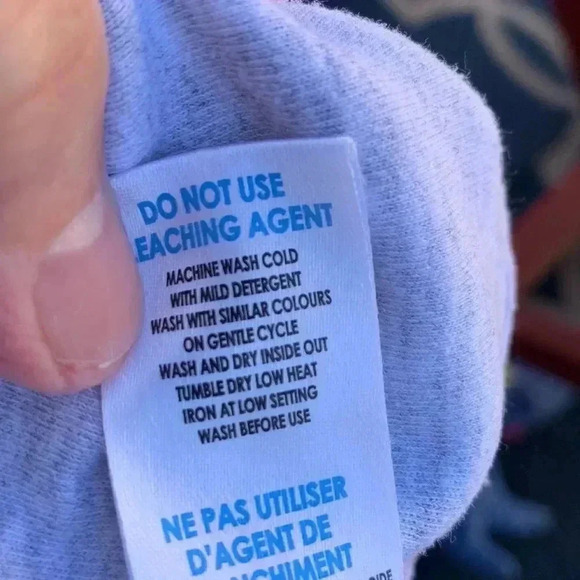 DO NOT USE
EACHING AGENT
MACHINE WASH COLD
WITH MILD DETERGENT
WASH WITH SIMILAR COLOURS
ON GENTLE CYCLE
WASH AND DRY INSIDE OUT
TUMBLE DRY LOW HEAT
IRON AT LOW SETTING
WASH BEFORE USE
NE PAS UTILISER
D'AGENT DE